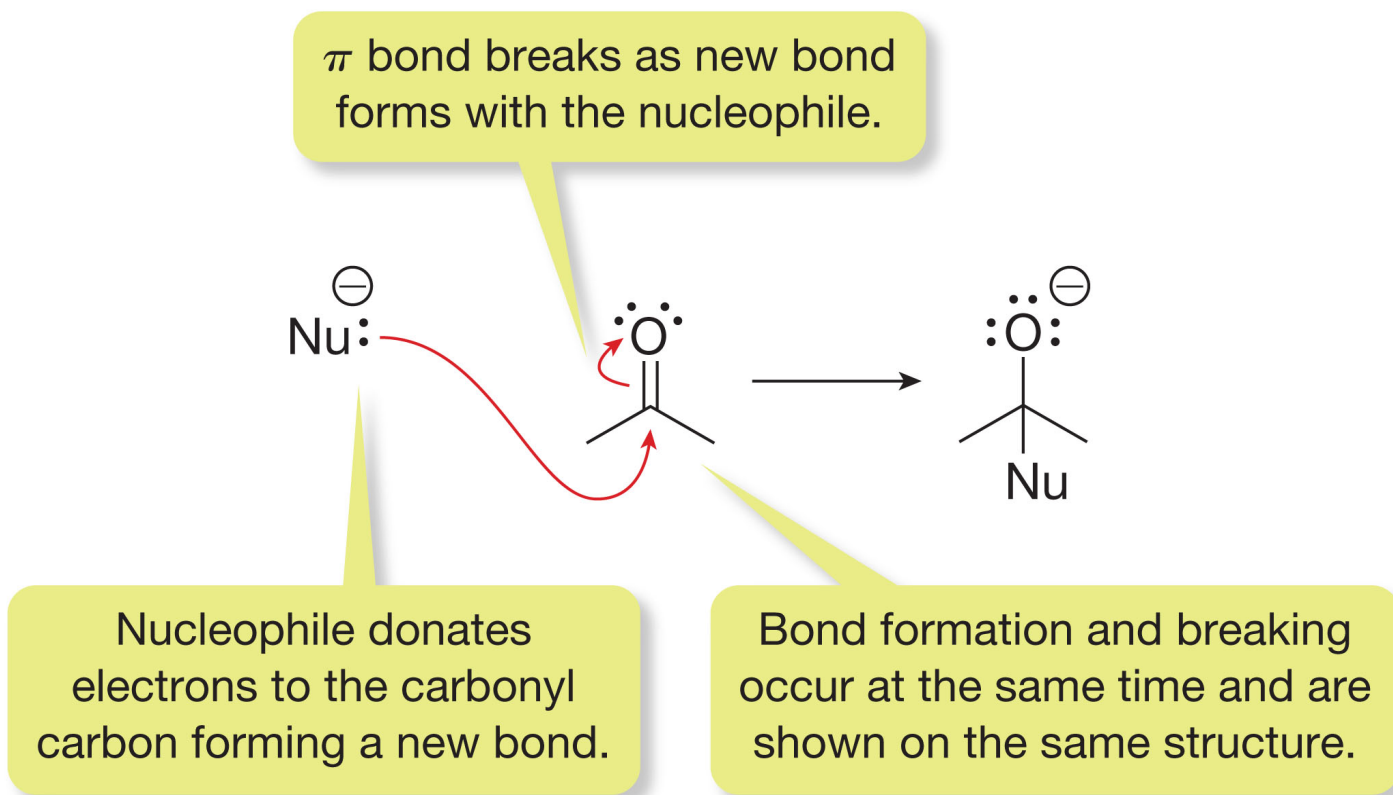 π bond breaks as new bond
forms with the nucleophile.
Nu:
O
O
Nu
Nucleophile donates
electrons to the carbonyl
carbon forming a new bond.
Bond formation and breaking
occur at the same time and are
shown on the same structure.